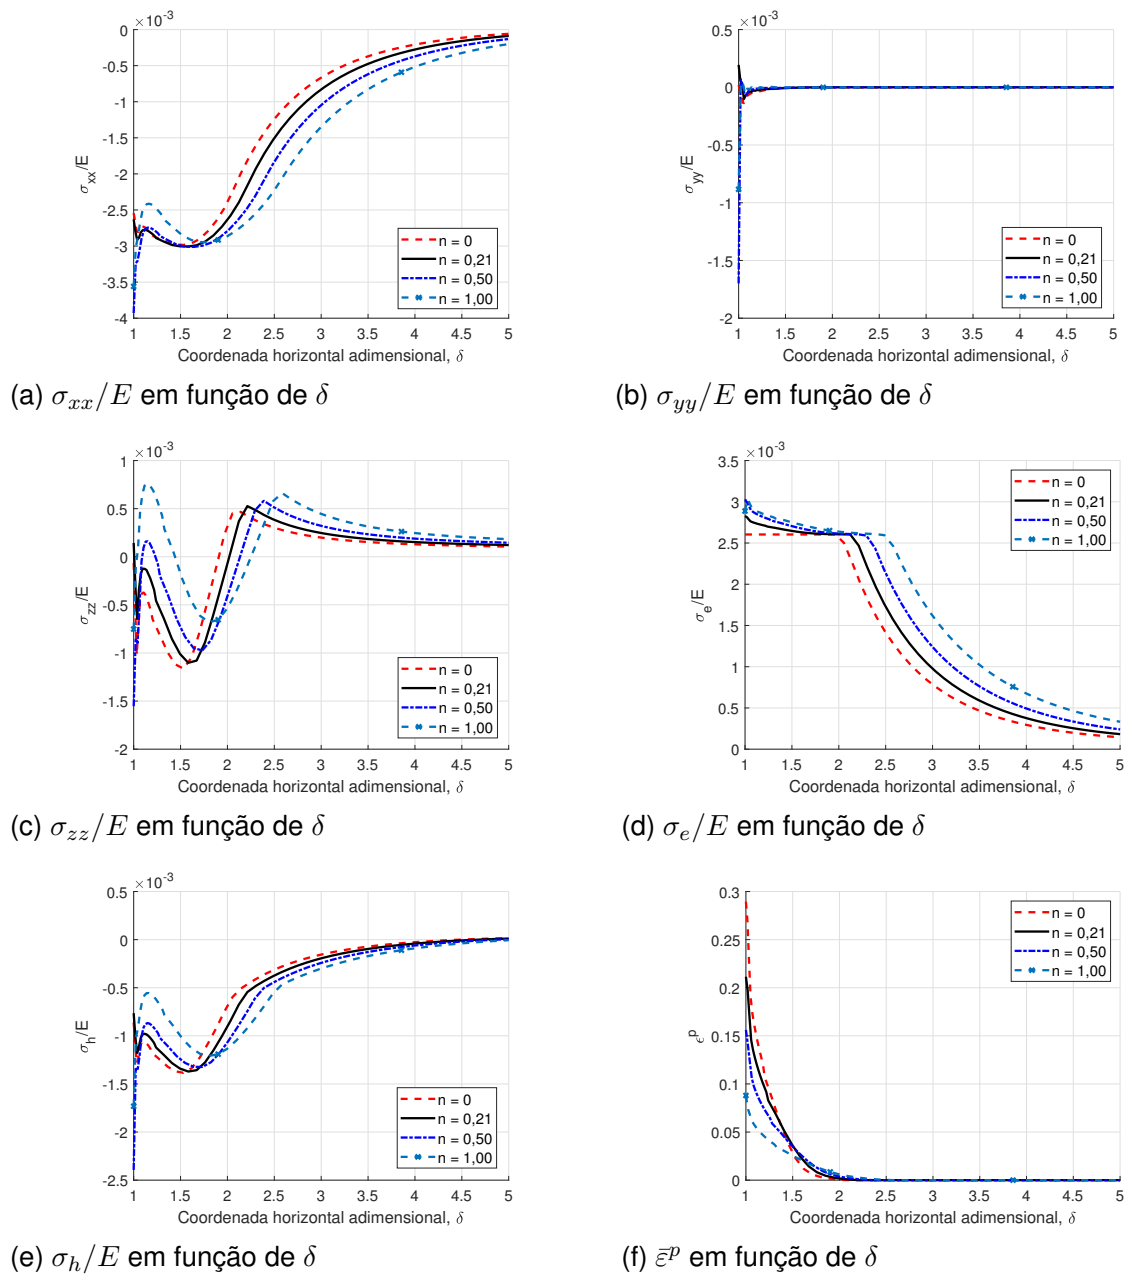 ×10⁻³
0
-0.5
-1
-1.5
-2
-2.5
-3
-3.5
-4
σxx/E
n = 0
n = 0,21
n = 0,50
n = 1,00
1 1.5 2 2.5 3 3.5 4 4.5 5
Coordenada horizontal adimensional, δ
(a) σxx/E em função de δ
×10⁻³
0.5
0
-0.5
-1
-1.5
-2
σyy/E
n = 0
n = 0,21
n = 0,50
n = 1,00
1 1.5 2 2.5 3 3.5 4 4.5 5
Coordenada horizontal adimensional, δ
(b) σyy/E em função de δ
×10⁻³
1
0.5
0
-0.5
-1
-1.5
-2
σzz/E
n = 0
n = 0,21
n = 0,50
n = 1,00
1 1.5 2 2.5 3 3.5 4 4.5 5
Coordenada horizontal adimensional, δ
(c) σzz/E em função de δ
×10⁻³
3.5
3
2.5
2
1.5
1
0.5
0
σe/E
n = 0
n = 0,21
n = 0,50
n = 1,00
1 1.5 2 2.5 3 3.5 4 4.5 5
Coordenada horizontal adimensional, δ
(d) σe/E em função de δ
×10⁻³
0.5
0
-0.5
-1
-1.5
-2
-2.5
σh/E
n = 0
n = 0,21
n = 0,50
n = 1,00
1 1.5 2 2.5 3 3.5 4 4.5 5
Coordenada horizontal adimensional, δ
(e) σh/E em função de δ
0.3
0.25
0.2
0.15
0.1
0.05
0
ϵᵖ
n = 0
n = 0,21
n = 0,50
n = 1,00
1 1.5 2 2.5 3 3.5 4 4.5 5
Coordenada horizontal adimensional, δ
(f) ε̄ᵖ em função de δ